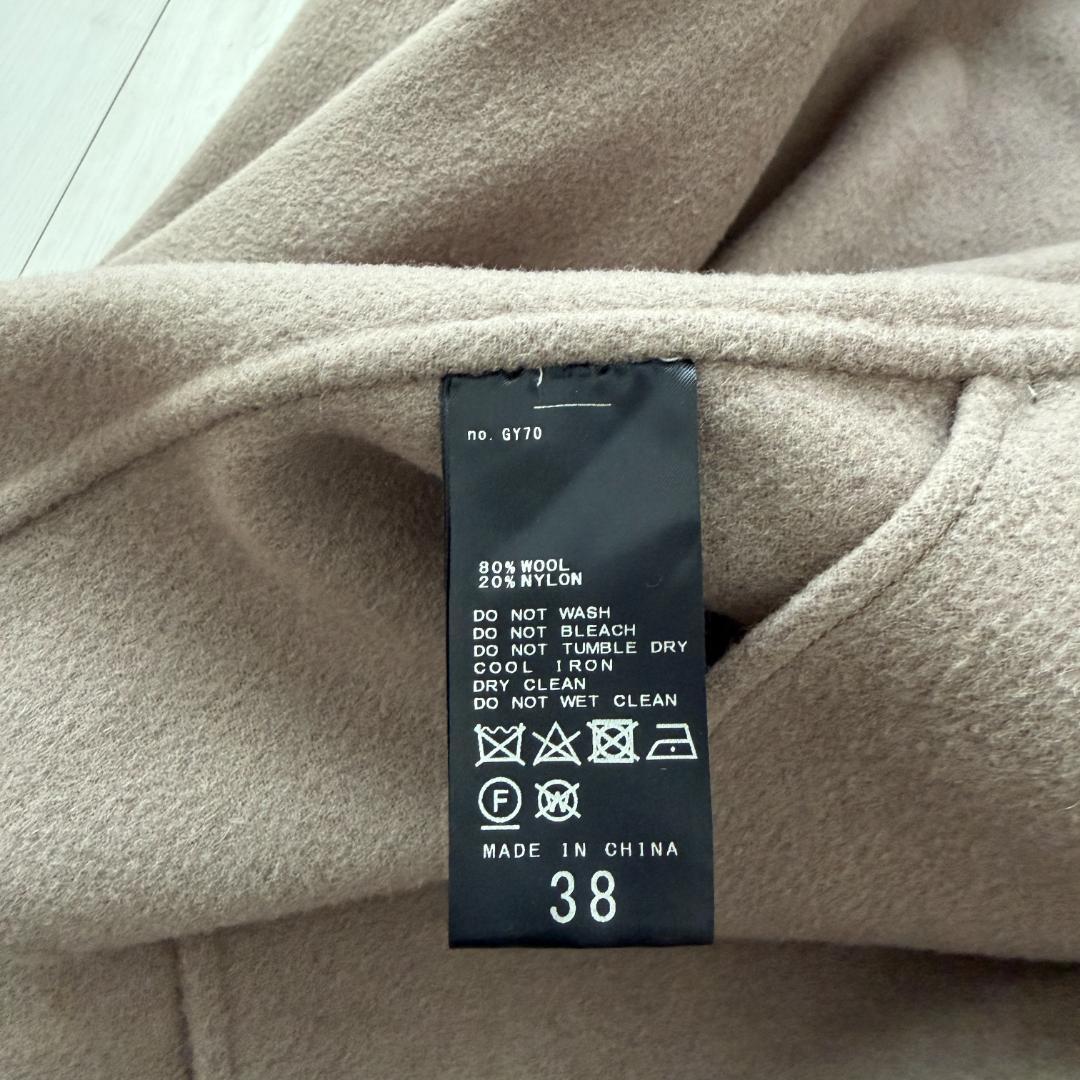 no. GY70
80% WOOL
20% NYLON
DO NOT WASH
DO NOT BLEACH
DO NOT TUMBLE DRY
COOL IRON
DRY CLEAN
DO NOT WET CLEAN
F W
MADE IN CHINA
38